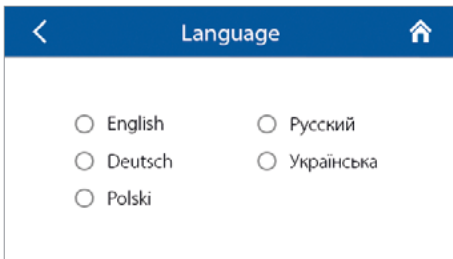 Language
English
Deutsch
Polski
Русский
Українська